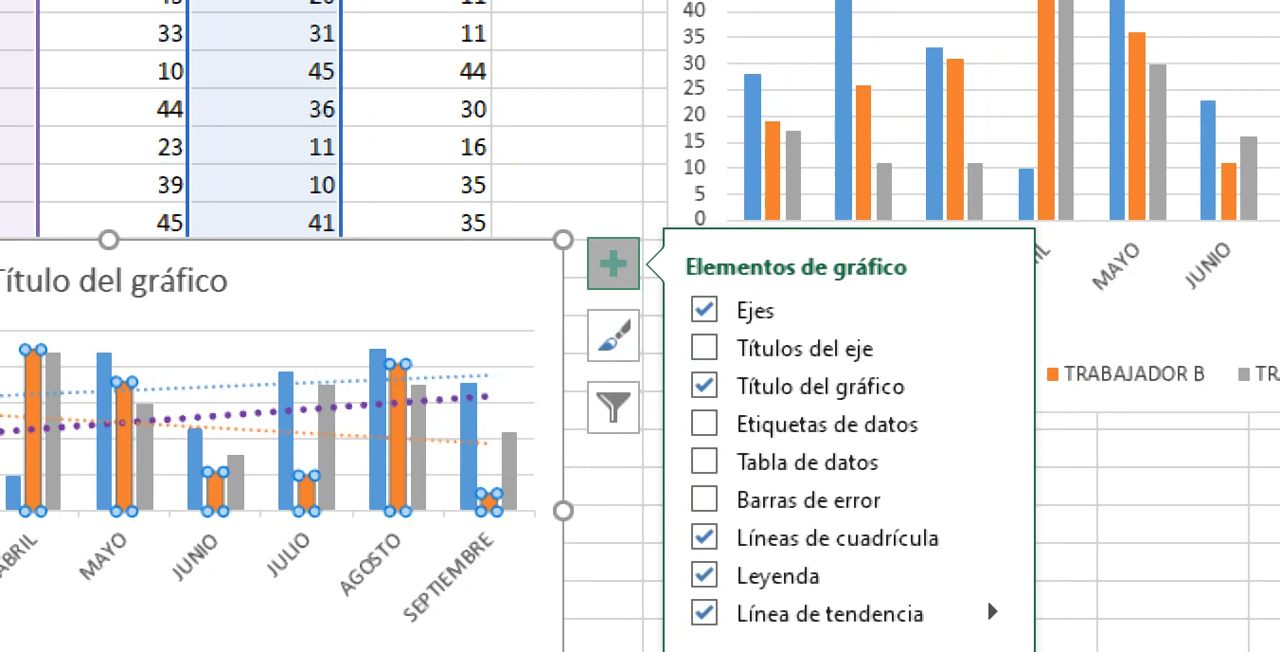 33 31 11
10 45 44
44 36 30
23 11 16
39 10 35
45 41 35
40
35
30
25
20
15
10
5
0
MAYO JUNIO
TRABAJADOR B
Título del gráfico
ABRIL MAYO JUNIO JULIO AGOSTO SEPTIEMBRE
Elementos de gráfico
Ejes
Títulos del eje
Título del gráfico
Etiquetas de datos
Tabla de datos
Barras de error
Líneas de cuadrícula
Leyenda
Línea de tendencia